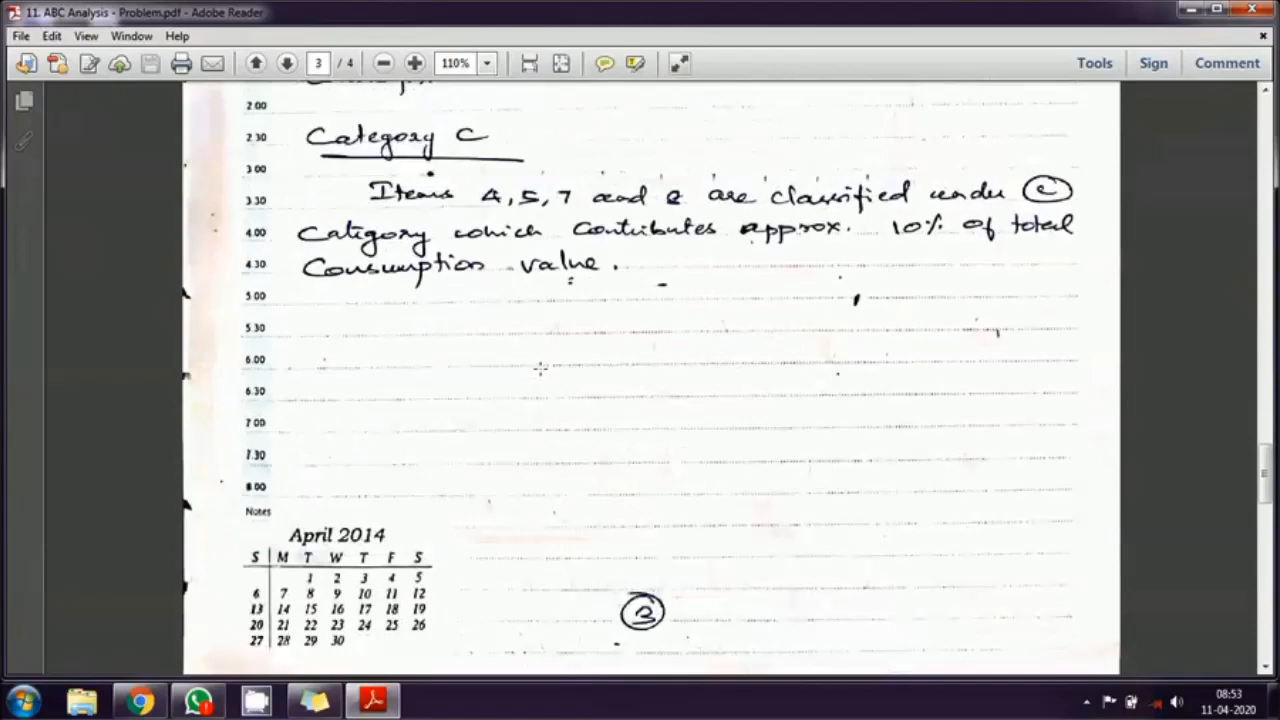 11. ABC Analysis - Problem.pdf - Adobe Reader
File Edit View Window Help
3 / 4 110% Tools Sign Comment
2.00
2 30 Category C
3 00
3.30 Items 4, 5, 7 and 8 are classified under C
4.00 Category which contributes approx. 10% of total
4.30 Consumption value.
5 00
5.30
6.00
6.30
7 00
7.30
8.00
Notes
April 2014
S M T W T F S
1 2 3 4 5
6 7 8 9 10 11 12
13 14 15 16 17 18 19
20 21 22 23 24 25 26
27 28 29 30
3
08:53
11-04-2020